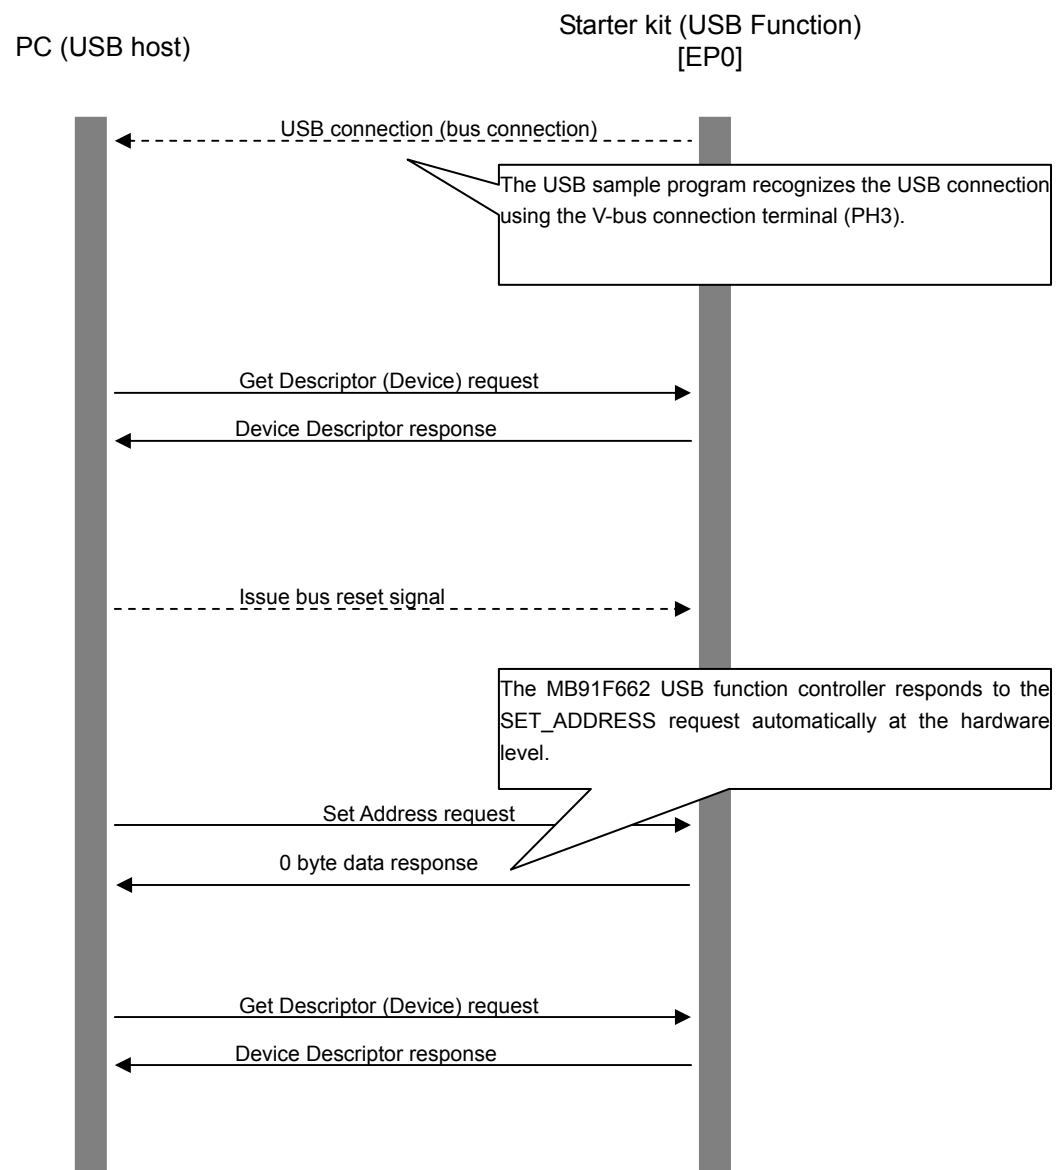 PC (USB host)
Starter kit (USB Function)
[EP0]
USB connection (bus connection)
The USB sample program recognizes the USB connection
using the V-bus connection terminal (PH3).
Get Descriptor (Device) request
Device Descriptor response
Issue bus reset signal
The MB91F662 USB function controller responds to the
SET_ADDRESS request automatically at the hardware
level.
Set Address request
0 byte data response
Get Descriptor (Device) request
Device Descriptor response